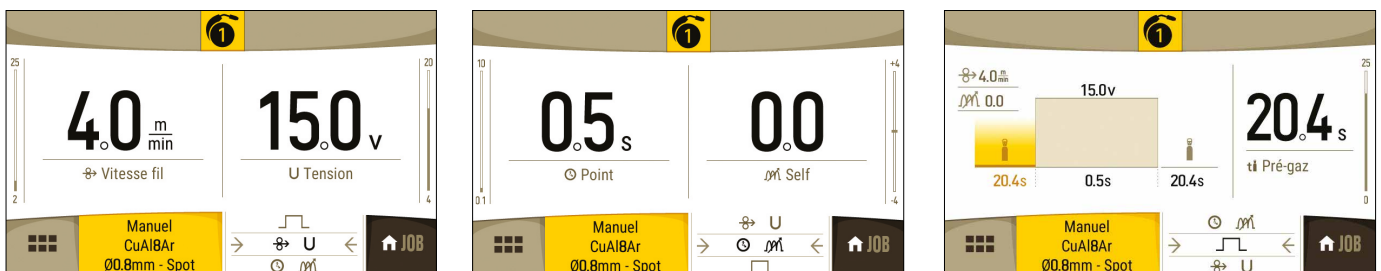 1
25
20
4.0 m/min
15.0 v
Vitesse fil
U Tension
2
4
Manuel
CuAl8Ar
Ø0.8mm - Spot
U
JOB
1
10
+4
0.5 s
0.0
Point
Self
0.1
-4
Manuel
CuAl8Ar
Ø0.8mm - Spot
U
JOB
1
4.0 m/min
0.0
15.0v
25
20.4 s
Pré-gaz
20.4s
0.5s
20.4s
0
Manuel
CuAl8Ar
Ø0.8mm - Spot
U
JOB